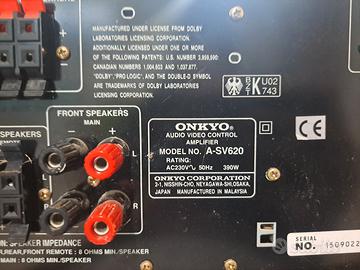 MANUFACTURED UNDER LICENSE FROM DOLBY
LABORATORIES LICENSING CORPORATION.
ADDITIONALLY LICENSED UNDER ONE OR MORE
OF THE FOLLOWING PATENTS: U.S. NUMBER 3,959,590;
CANADIAN NUMBERS 1,004,603 AND 1,037,877.
"DOLBY", "PRO LOGIC", AND THE DOUBLE-D SYMBOL
ARE TRADEMARKS OF DOLBY LABORATORIES
LICENSING CORPORATION.
BZT
K U02
743
FRONT SPEAKERS
MAIN
SPEAKERS
L
R
ONKYO®
AUDIO VIDEO CONTROL
AMPLIFIER
MODEL NO. A-SV620
RATING:
AC230V~ 50Hz 390W
ONKYO CORPORATION
2-1, NISSHIN-CHO, NEYAGAWA-SHI, OSAKA,
JAPAN MANUFACTURED IN MALAYSIA
CE
SPEAKER IMPEDANCE
REAR, FRONT REMOTE : 8 OHMS MIN./SPEAKER
MAIN : 8 OHMS MIN./SPEAKER
SERIAL NO.
subito